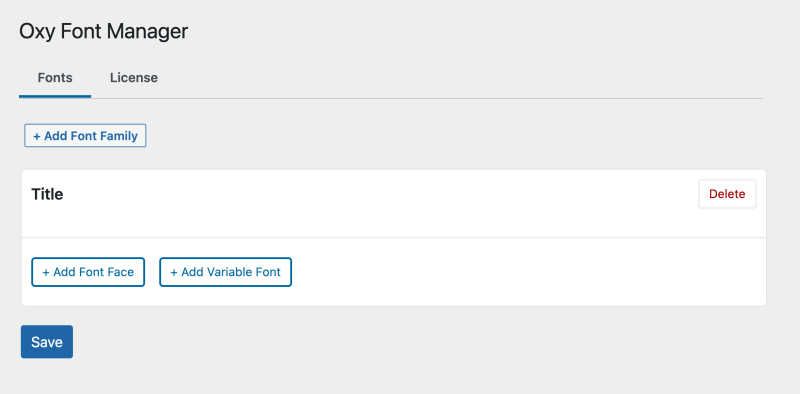 Oxy Font Manager
Fonts License
+ Add Font Family
Title Delete
+ Add Font Face + Add Variable Font
Save